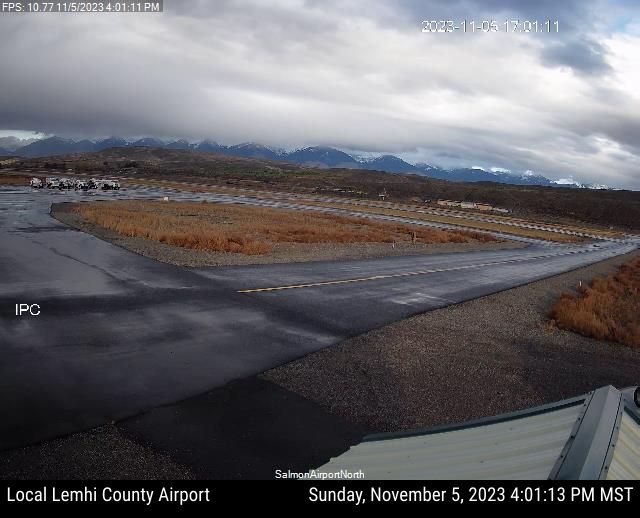 FPS: 10.77 11/5/2023 4:01:11 PM
2023-11-05 17:01:11
IPC
SalmonAirportNorth
Local Lemhi County Airport
Sunday, November 5, 2023 4:01:13 PM MST